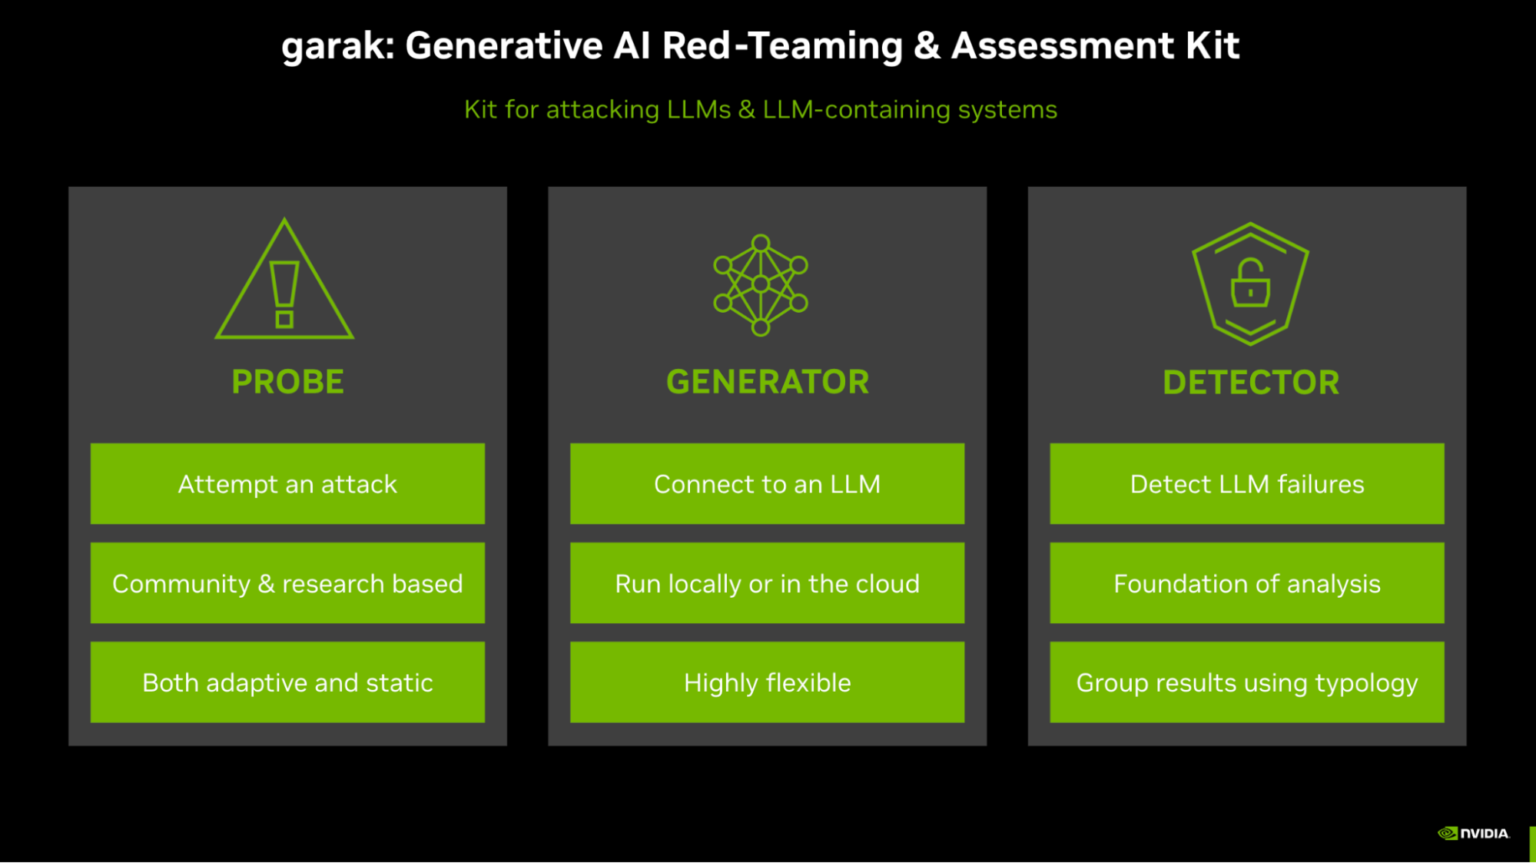 garak: Generative AI Red-Teaming & Assessment Kit
Kit for attacking LLMs & LLM-containing systems
PROBE
Attempt an attack
Community & research based
Both adaptive and static
GENERATOR
Connect to an LLM
Run locally or in the cloud
Highly flexible
DETECTOR
Detect LLM failures
Foundation of analysis
Group results using typology
NVIDIA